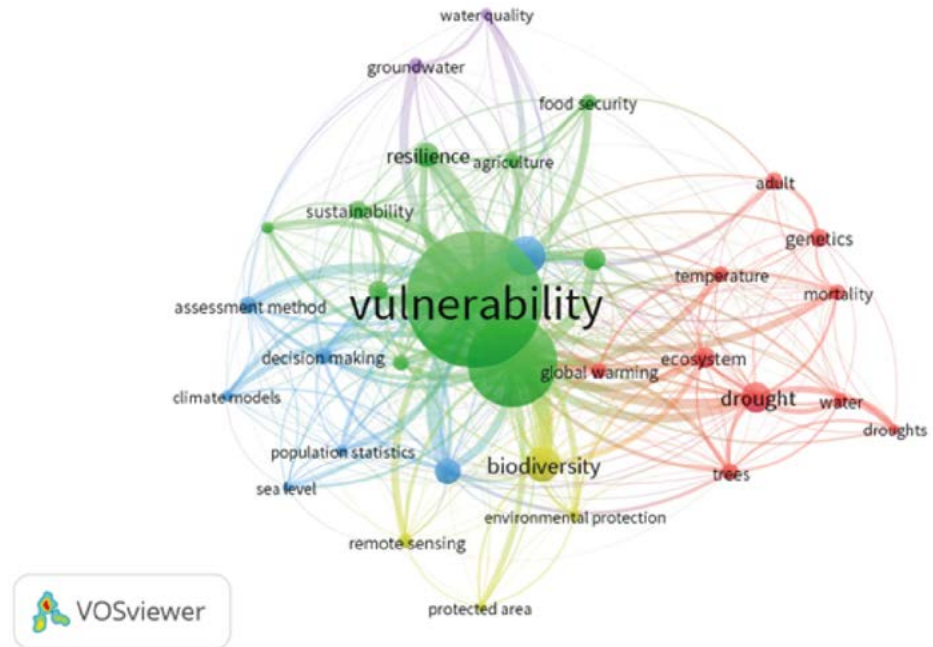 water quality
groundwater
food security
resilience
agriculture
adult
sustainability
genetics
temperature
mortality
assessment method
vulnerability
decision making
ecosystem
global warming
climate models
drought
water
droughts
population statistics
biodiversity
trees
sea level
environmental protection
remote sensing
protected area
VOSviewer